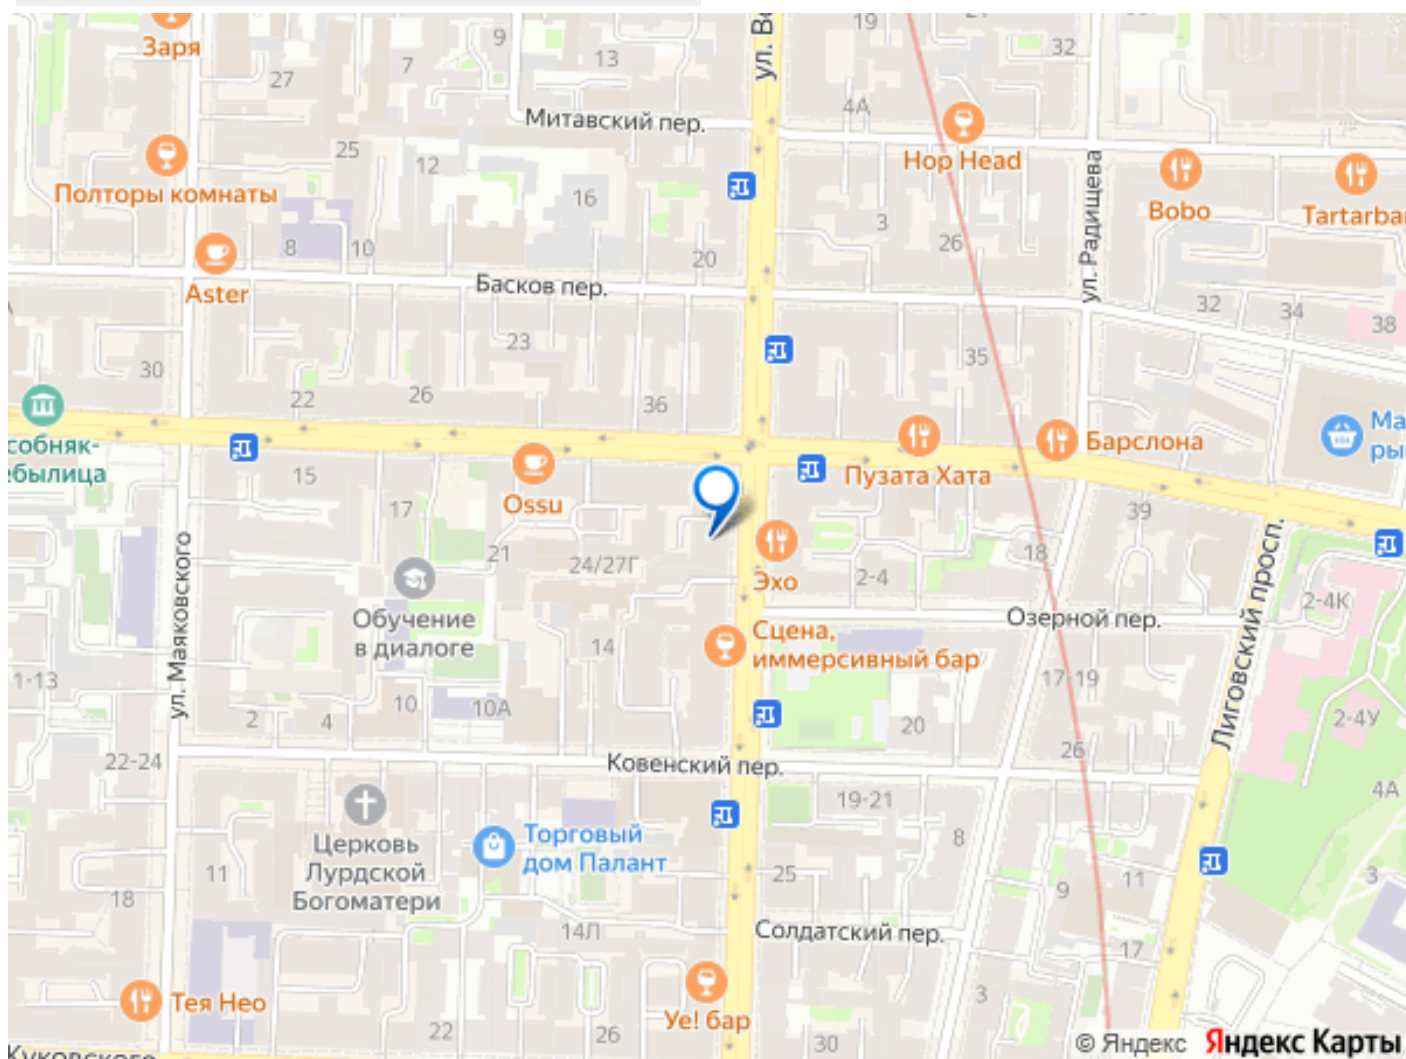 Заря
27
7
9
13
ул. Во
19
4А
32
Митавский пер.
Hop Head
ул. Радищева
Bobo
Tartarbar
Полторы комнаты
25
12
16
3
26
8
10
20
Aster
Басков пер.
32
34
38
30
23
35
22
26
36
собняк-
ебылица
15
Ossu
Пузата Хата
Барслона
Ма
ры
17
21
24/27Г
39
18
Эхо
2-4
2-4К
ул. Маяковского
Обучение
в диалоге
14
Озерной пер.
Лиговский просп.
Сцена,
иммерсивный бар
1-13
2
4
10
10А
17-19
20
2-4У
22-24
Ковенский пер.
26
19-21
4А
Церковь
Лурдской
Богоматери
Торговый
дом Палант
8
11
25
9
11
3
18
14Л
Солдатский пер.
17
Тея Нео
22
26
Уе! бар
3
30
Жуковского
© Яндекс Яндекс Карты